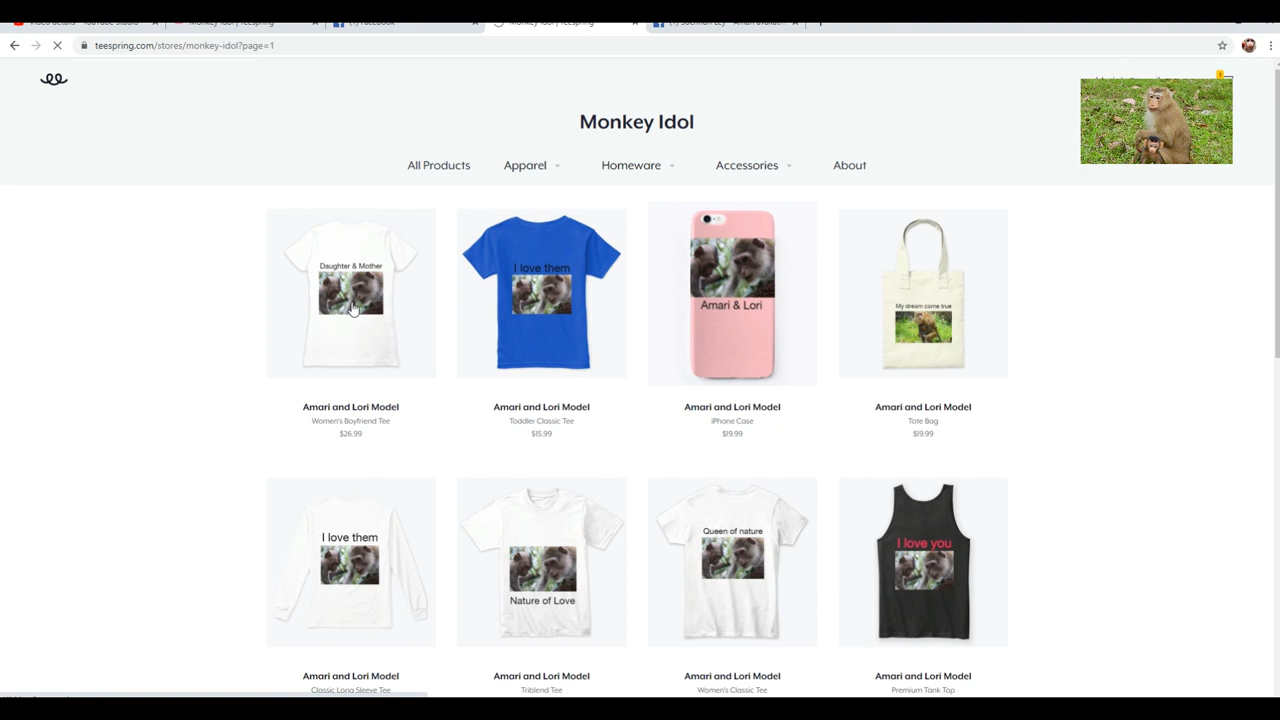 teespring.com/stores/monkey-idol?page=1
Monkey Idol
All Products Apparel Homeware Accessories About
Daughter & Mother
I love them
Amari & Lori
My dream come true
Amari and Lori Model
Women's Boyfriend Tee
$26.99
Amari and Lori Model
Toddler Classic Tee
$15.99
Amari and Lori Model
iPhone Case
$19.99
Amari and Lori Model
Tote Bag
$19.99
I love them
Nature of Love
Queen of nature
I love you
Amari and Lori Model
Classic Long Sleeve Tee
Amari and Lori Model
Triblend Tee
Amari and Lori Model
Women's Classic Tee
Amari and Lori Model
Premium Tank Top